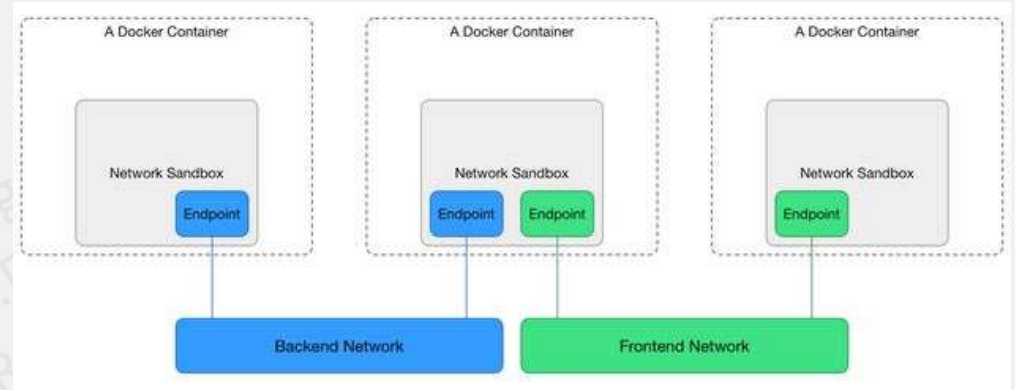 A Docker Container
A Docker Container
A Docker Container
Network Sandbox
Network Sandbox
Network Sandbox
Endpoint
Endpoint
Endpoint
Endpoint
Backend Network
Frontend Network